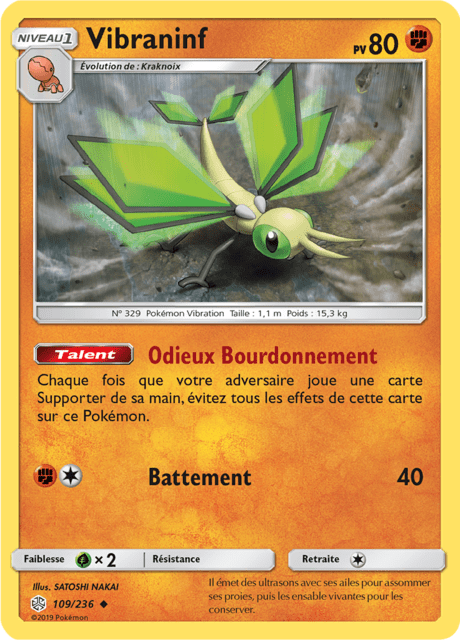 NIVEAU 1
Vibraninf
PV 80
Évolution de : Kraknoix
N° 329 Pokémon Vibration Taille : 1,1 m Poids : 15,3 kg
Talent Odieux Bourdonnement
Chaque fois que votre adversaire joue une carte
Supporter de sa main, évitez tous les effets de cette carte
sur ce Pokémon.
Battement 40
Faiblesse × 2 Résistance Retraite
Illus. SATOSHI NAKAI
109/236
©2019 Pokémon
Il émet des ultrasons avec ses ailes pour assommer
ses proies, puis les ensable vivantes pour les
conserver.